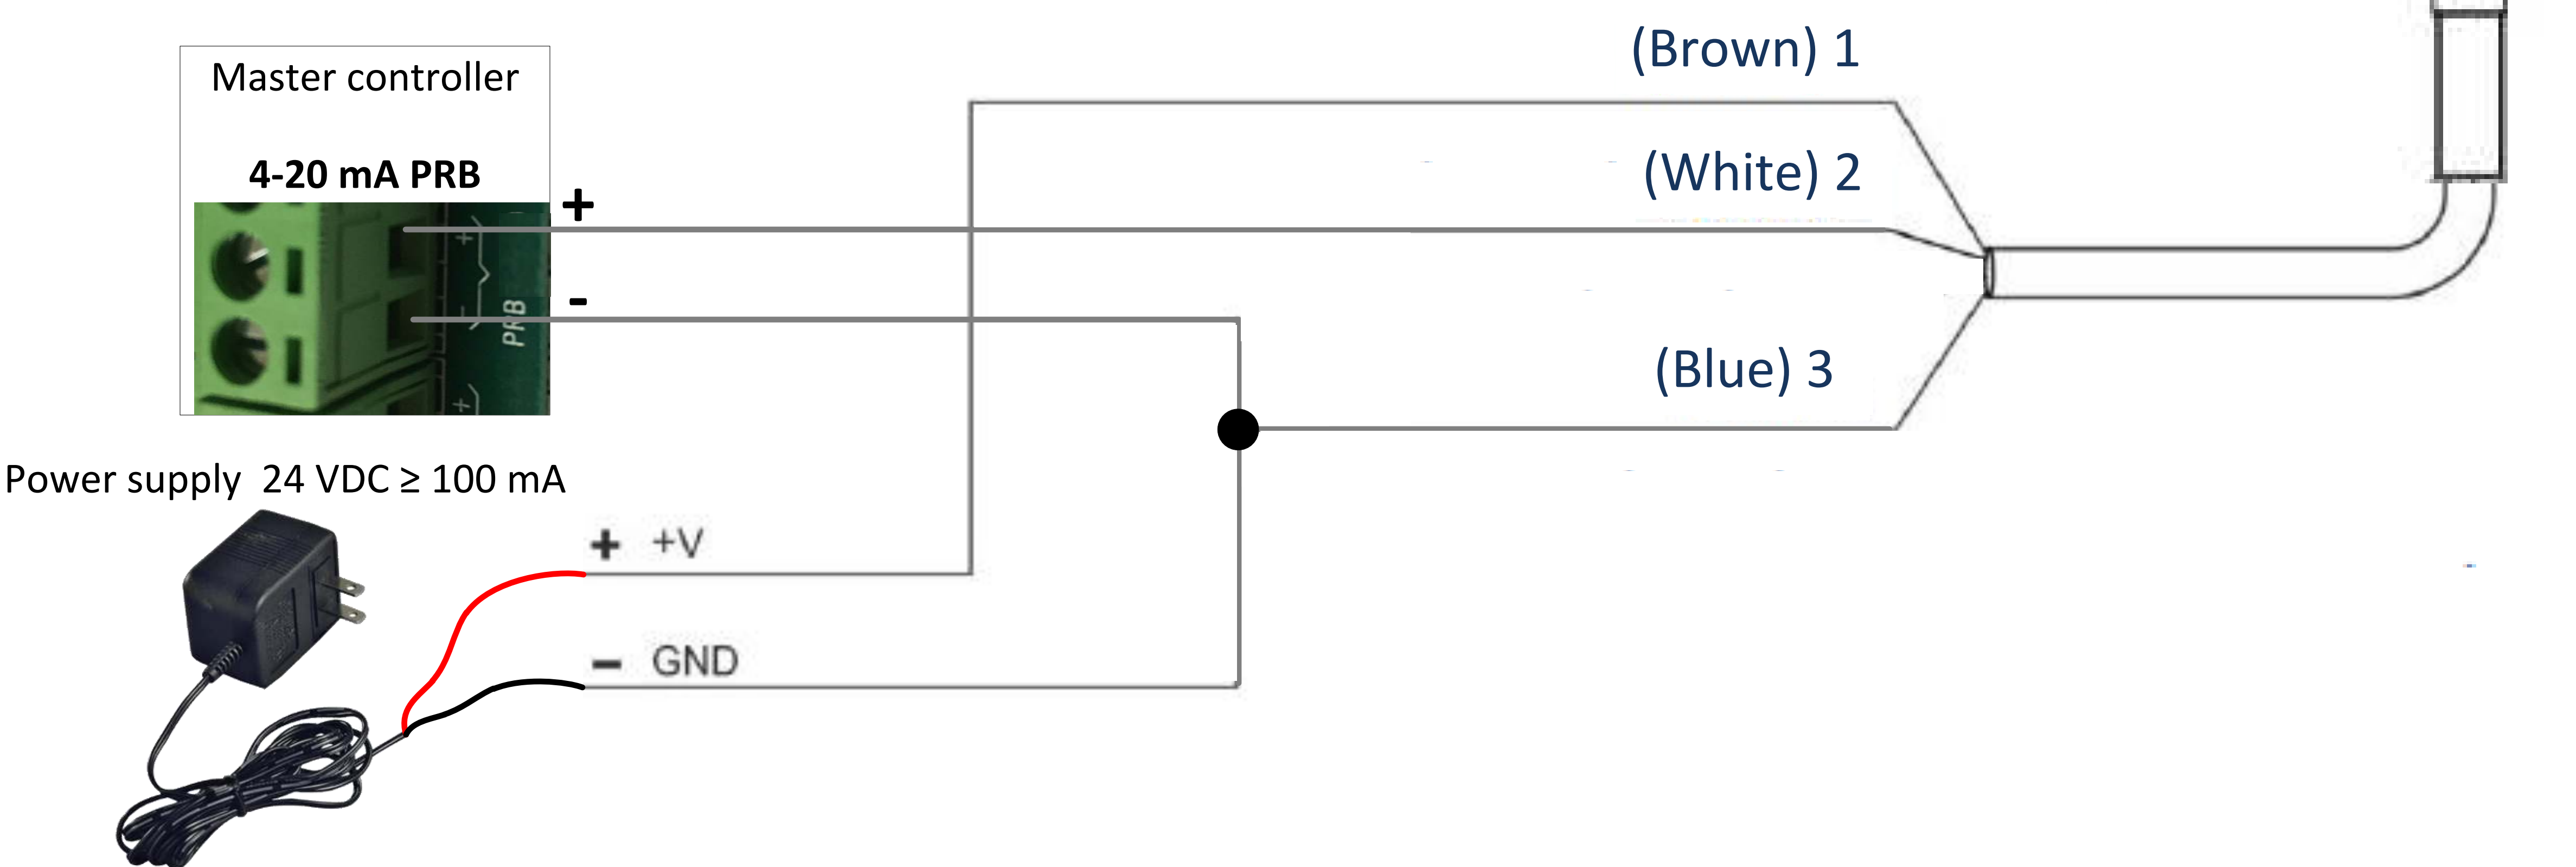 Master controller
4-20 mA PRB
+
-
+
-
PRB
+
(Brown) 1
(White) 2
(Blue) 3
Power supply 24 VDC ≥ 100 mA
+ +V
- GND